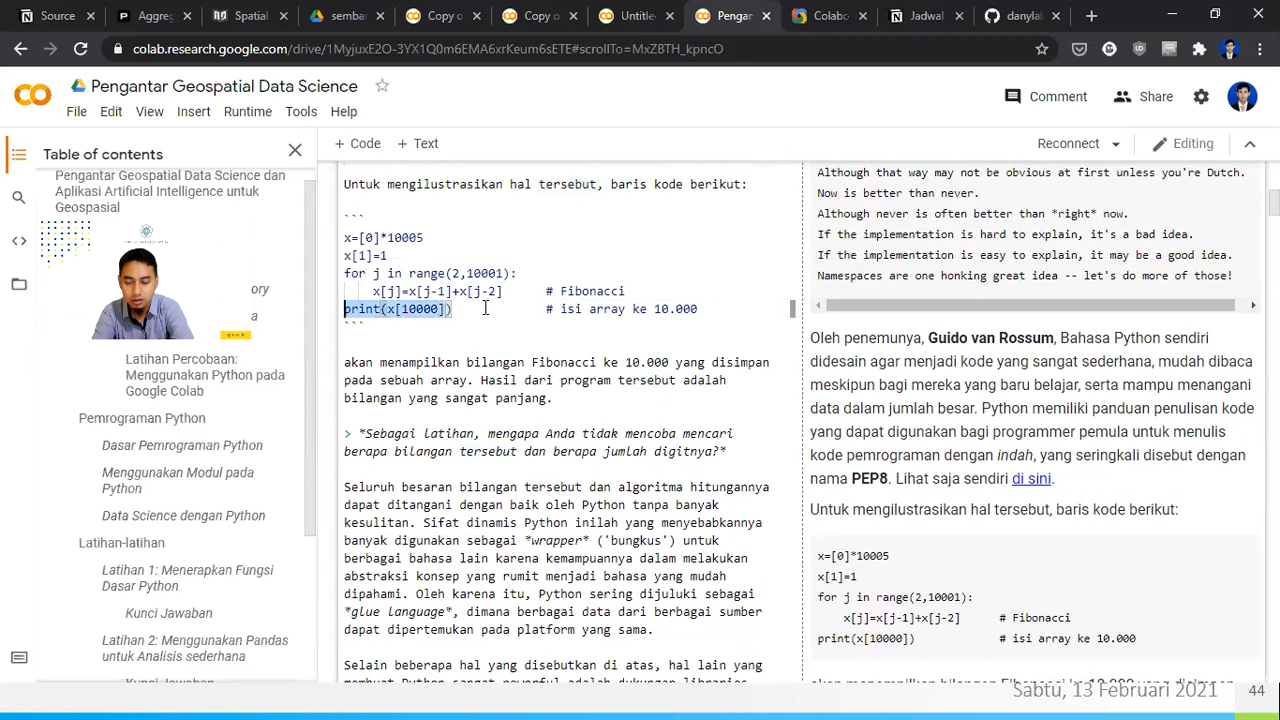 Source
Aggreg
Spatial
semba
Copy o
Copy o
Untitle
Pengar
Colabo
Jadwa
danyla
colab.research.google.com/drive/1MyjuxE2O-3YX1Q0m6EMA6xrKeum6sETE#scrollTo=MxZBTH_kpncO
Pengantar Geospatial Data Science
File Edit View Insert Runtime Tools Help
Comment Share
Table of contents
+ Code + Text
Reconnect Editing
Pengantar Geospatial Data Science dan
Aplikasi Artificial Intelligence untuk
Geospasial
ory
a
Latihan Percobaan:
Menggunakan Python pada
Google Colab
Pemrograman Python
Dasar Pemrograman Python
Menggunakan Modul pada
Python
Data Science dengan Python
Latihan-latihan
Latihan 1: Menerapkan Fungsi
Dasar Python
Kunci Jawaban
Latihan 2: Menggunakan Pandas
untuk Analisis sederhana
Untuk mengilustrasikan hal tersebut, baris kode berikut:
```
x=[0]*10005
x[1]=1
for j in range(2,10001):
x[j]=x[j-1]+x[j-2] # Fibonacci
print(x[10000]) # isi array ke 10.000
```
akan menampilkan bilangan Fibonacci ke 10.000 yang disimpan
pada sebuah array. Hasil dari program tersebut adalah
bilangan yang sangat panjang.
> *Sebagai latihan, mengapa Anda tidak mencoba mencari
berapa bilangan tersebut dan berapa jumlah digitnya?*
Seluruh besaran bilangan tersebut dan algoritma hitungannya
dapat ditangani dengan baik oleh Python tanpa banyak
kesulitan. Sifat dinamis Python inilah yang menyebabkannya
banyak digunakan sebagai *wrapper* ('bungkus') untuk
berbagai bahasa lain karena kemampuannya dalam melakukan
abstraksi konsep yang rumit menjadi bahasa yang mudah
dipahami. Oleh karena itu, Python sering dijuluki sebagai
*glue language*, dimana berbagai data dari berbagai sumber
dapat dipertemukan pada platform yang sama.
Selain beberapa hal yang disebutkan di atas, hal lain yang
membuat Python sangat powerful adalah dukungan libraries
Although that way may not be obvious at first unless you're Dutch.
Now is better than never.
Although never is often better than *right* now.
If the implementation is hard to explain, it's a bad idea.
If the implementation is easy to explain, it may be a good idea.
Namespaces are one honking great idea -- let's do more of those!
Oleh penemunya, Guido van Rossum, Bahasa Python sendiri
didesain agar menjadi kode yang sangat sederhana, mudah dibaca
meskipun bagi mereka yang baru belajar, serta mampu menangani
data dalam jumlah besar. Python memiliki panduan penulisan kode
yang dapat digunakan bagi programmer pemula untuk menulis
kode pemrograman dengan indah, yang seringkali disebut dengan
nama PEP8. Lihat saja sendiri di sini.
Untuk mengilustrasikan hal tersebut, baris kode berikut:
x=[0]*10005
x[1]=1
for j in range(2,10001):
x[j]=x[j-1]+x[j-2] # Fibonacci
print(x[10000]) # isi array ke 10.000
Sabtu, 13 Februari 2021 44